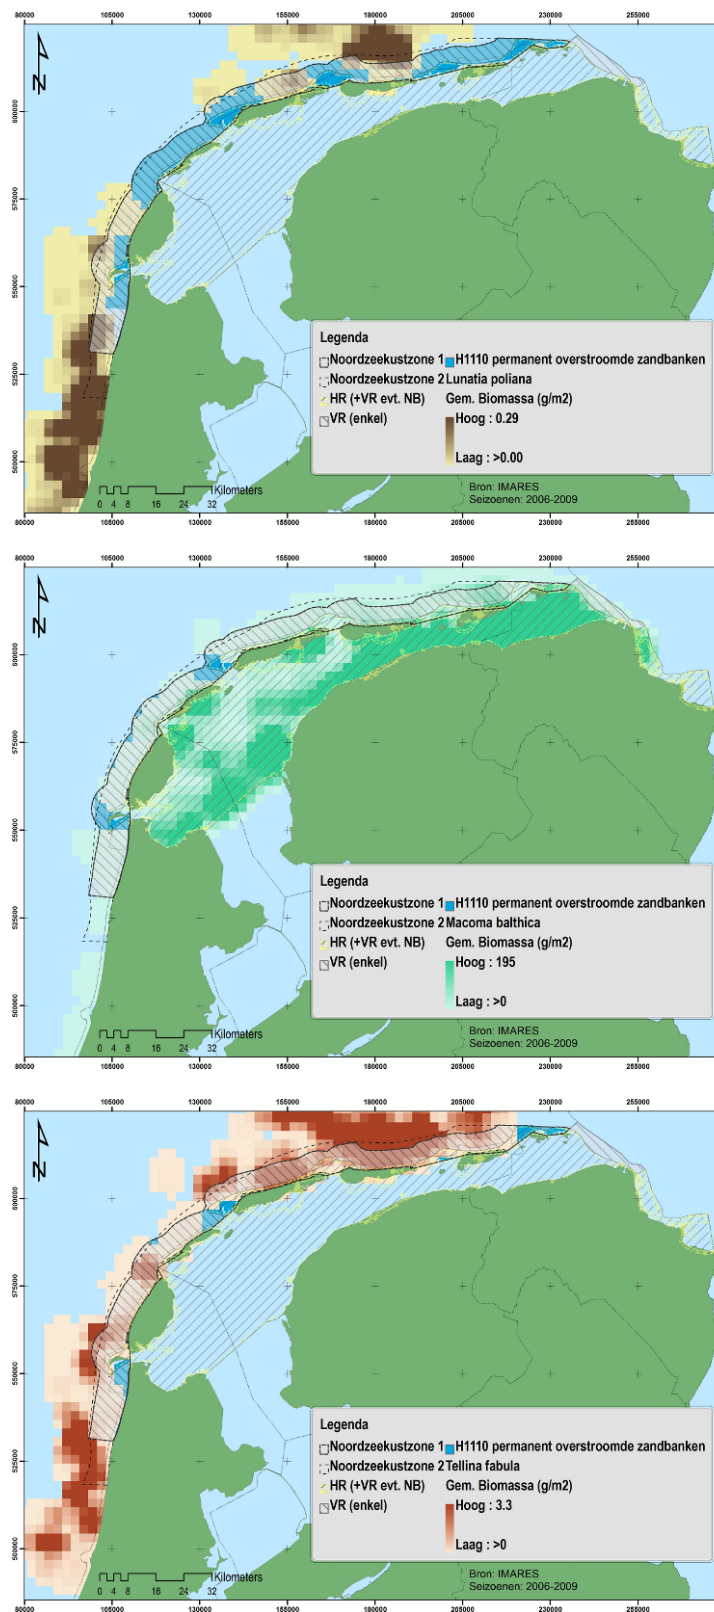 80000 105000 130000 155000 180000 205000 230000 255000
N
600000
575000
550000
525000
500000
Legenda
Noordzeekustzone 1 H1110 permanent overstroomde zandbanken
Noordzeekustzone 2 Lunatia poliana
HR (+VR evt. NB) Gem. Biomassa (g/m2)
VR (enkel) Hoog : 0.29
Laag : >0.00
Kilometers
0 4 8 16 24 32
Bron: IMARES
Seizoenen: 2006-2009
80000 105000 130000 155000 180000 205000 230000 255000
80000 105000 130000 155000 180000 205000 230000 255000
N
600000
575000
550000
525000
500000
Legenda
Noordzeekustzone 1 H1110 permanent overstroomde zandbanken
Noordzeekustzone 2 Macoma balthica
HR (+VR evt. NB) Gem. Biomassa (g/m2)
VR (enkel) Hoog : 195
Laag : >0
Kilometers
0 4 8 16 24 32
Bron: IMARES
Seizoenen: 2006-2009
80000 105000 130000 155000 180000 205000 230000 255000
80000 105000 130000 155000 180000 205000 230000 255000
N
600000
575000
550000
525000
500000
Legenda
Noordzeekustzone 1 H1110 permanent overstroomde zandbanken
Noordzeekustzone 2 Tellina fabula
HR (+VR evt. NB) Gem. Biomassa (g/m2)
VR (enkel) Hoog : 3.3
Laag : >0
Kilometers
0 4 8 16 24 32
Bron: IMARES
Seizoenen: 2006-2009
80000 105000 130000 155000 180000 205000 230000 255000